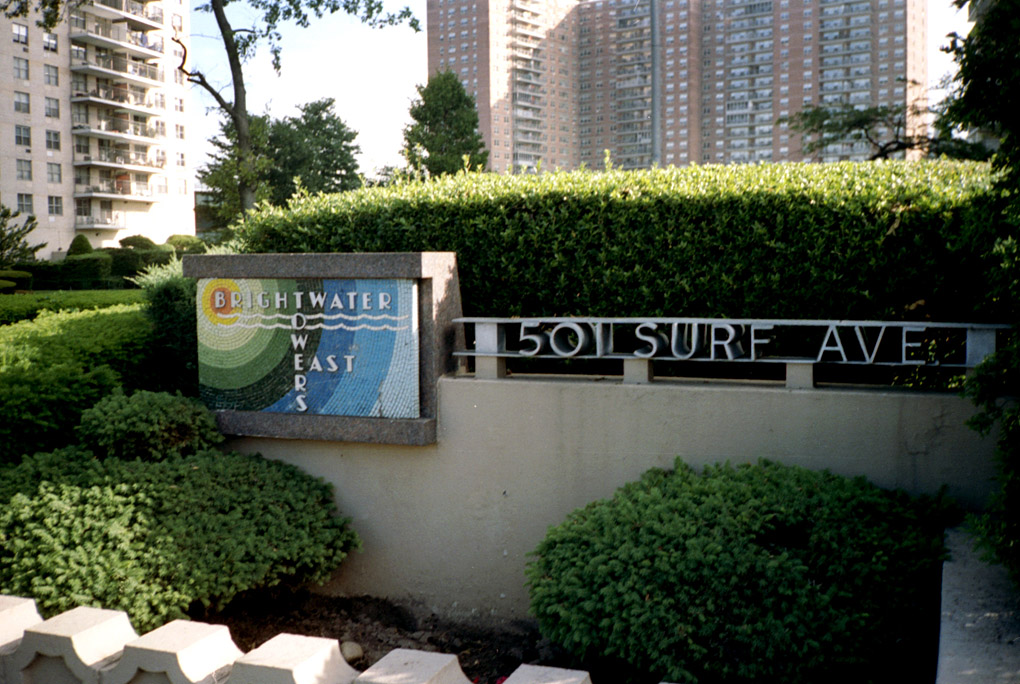 BRIGHTWATER
TOWERS
EAST
501 SURF AVE